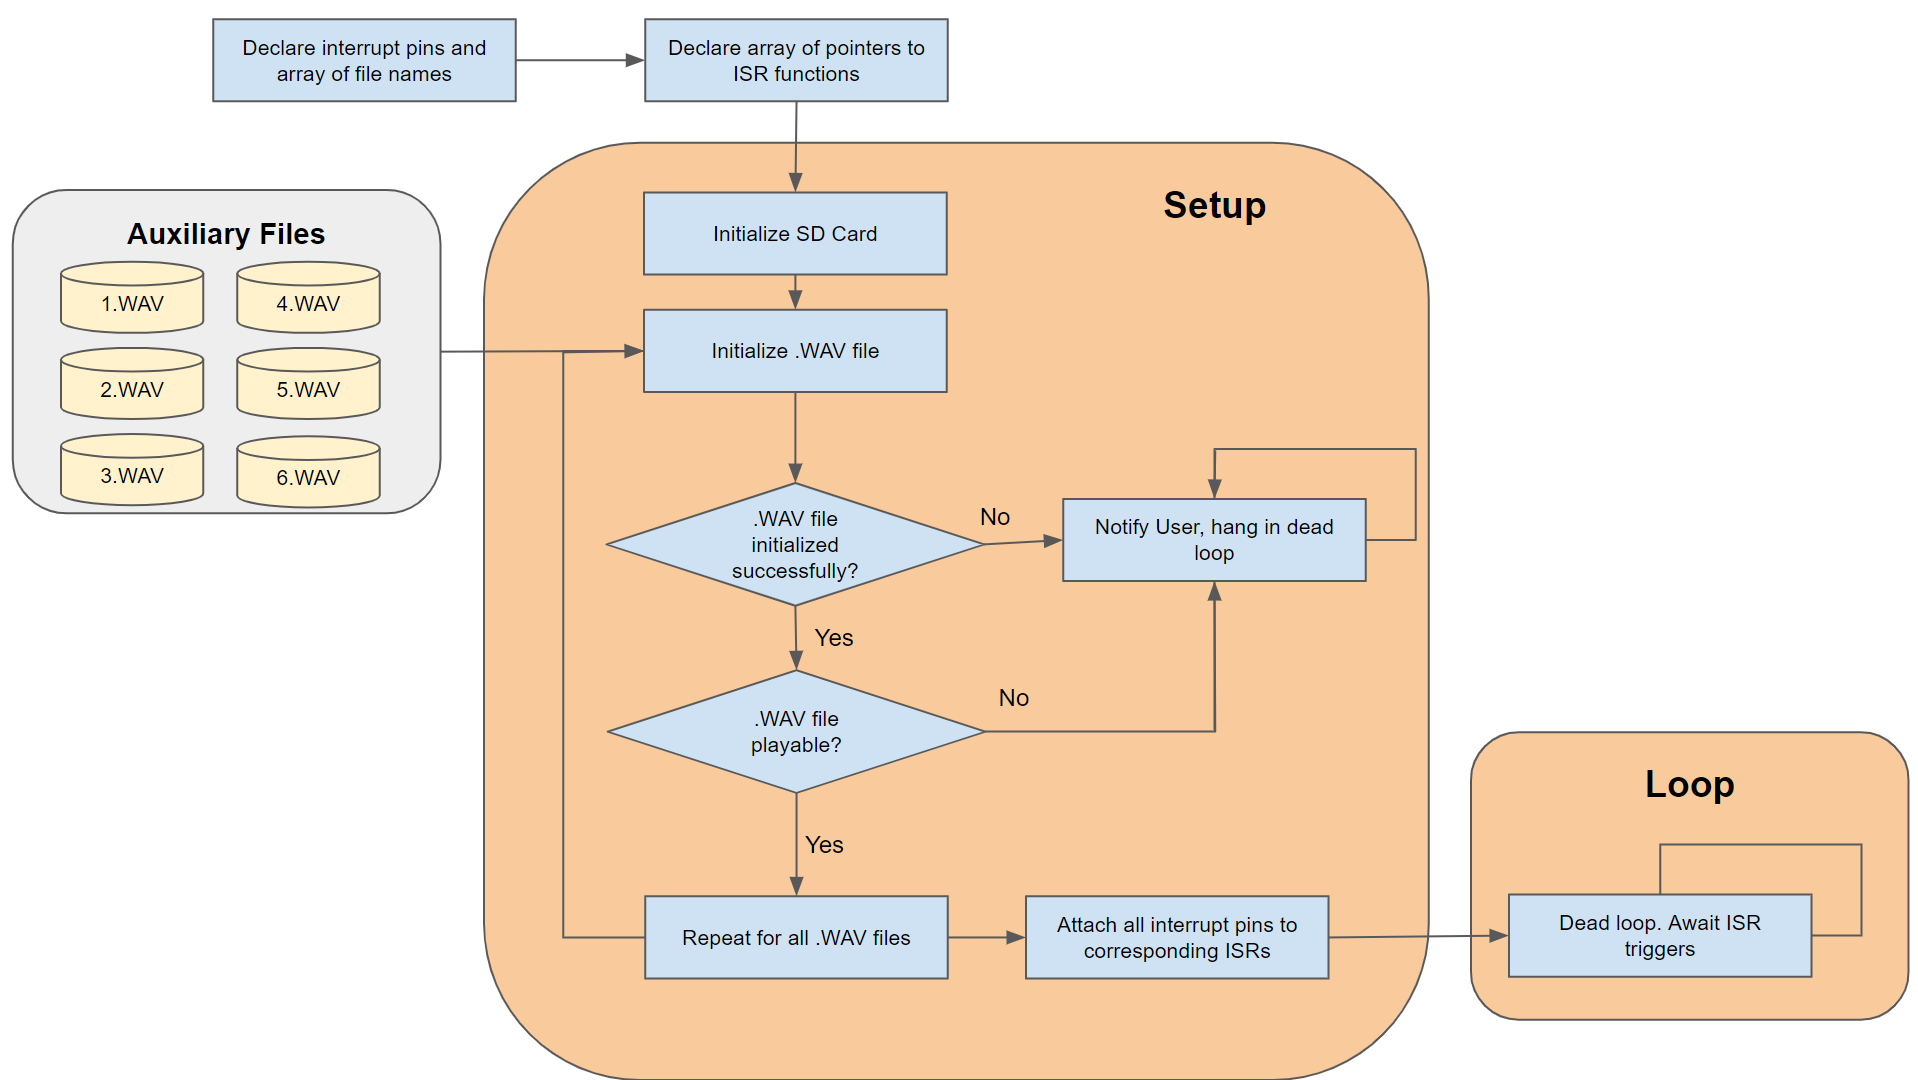 Declare interrupt pins and
array of file names
Declare array of pointers to
ISR functions
Setup
Initialize SD Card
Auxiliary Files
1.WAV
4.WAV
2.WAV
5.WAV
3.WAV
6.WAV
Initialize .WAV file
.WAV file
initialized
successfully?
No
Notify User, hang in dead
loop
Yes
.WAV file
playable?
No
Yes
Repeat for all .WAV files
Attach all interrupt pins to
corresponding ISRs
Loop
Dead loop. Await ISR
triggers